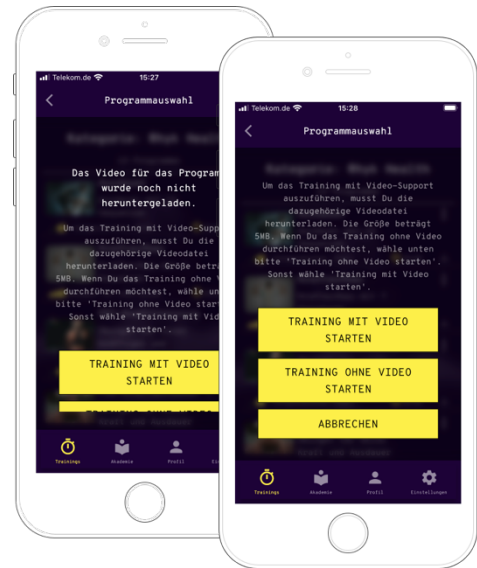 Telekom.de
15:27
Programmauswahl
Das Video für das Program
wurde noch nicht
heruntergeladen.
Um das Training mit Video-Supp
auszuführen, musst Du die
dazugehörige Videodatei
herunterladen. Die Größe beträ
5MB. Wenn Du das Training ohne V
durchführen möchtest, wähle un
bitte 'Training ohne Video star
Sonst wähle 'Training mit Vid
starten'.
TRAINING MIT VIDEO
STARTEN
Trainings
Akademie
Profil
Telekom.de
15:28
Programmauswahl
Um das Training mit Video-Support
auszuführen, musst Du die
dazugehörige Videodatei
herunterladen. Die Größe beträgt
5MB. Wenn Du das Training ohne Video
durchführen möchtest, wähle unten
bitte 'Training ohne Video starten'.
Sonst wähle 'Training mit Video
starten'.
TRAINING MIT VIDEO
STARTEN
TRAINING OHNE VIDEO
STARTEN
ABBRECHEN
Trainings
Akademie
Profil
Einstellungen